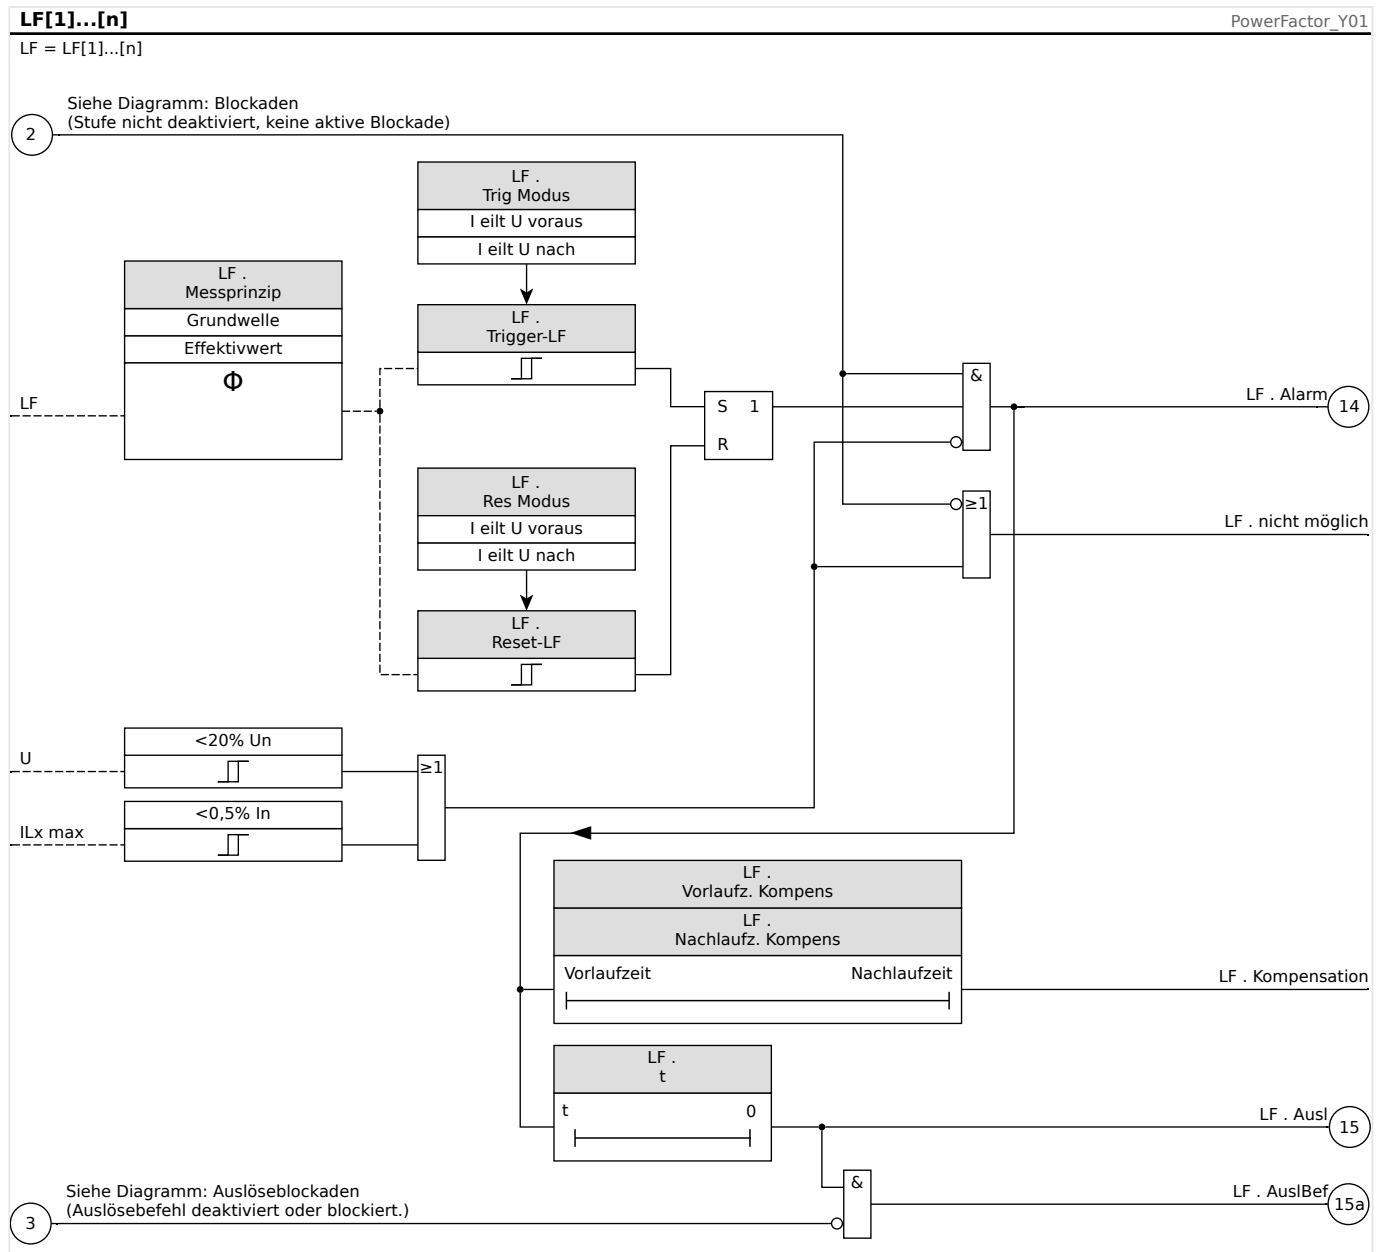 LF[1]...[n]
PowerFactor_Y01
LF = LF[1]...[n]
Siehe Diagramm: Blockaden
(Stufe nicht deaktiviert, keine aktive Blockade)
2
LF .
Trig Modus
I eilt U voraus
I eilt U nach
LF .
Messprinzip
Grundwelle
Effektivwert
Φ
LF
LF .
Trigger-LF
S 1
R
&
LF . Alarm
14
LF .
Res Modus
I eilt U voraus
I eilt U nach
≥1
LF . nicht möglich
LF .
Reset-LF
<20% Un
U
≥1
<0,5% In
ILx max
LF .
Vorlaufz. Kompens
LF .
Nachlaufz. Kompens
Vorlaufzeit Nachlaufzeit
LF . Kompensation
LF .
t
t 0
LF . Ausl
15
Siehe Diagramm: Auslöseblockaden
(Auslösebefehl deaktiviert oder blockiert.)
3
&
LF . AuslBef
15a